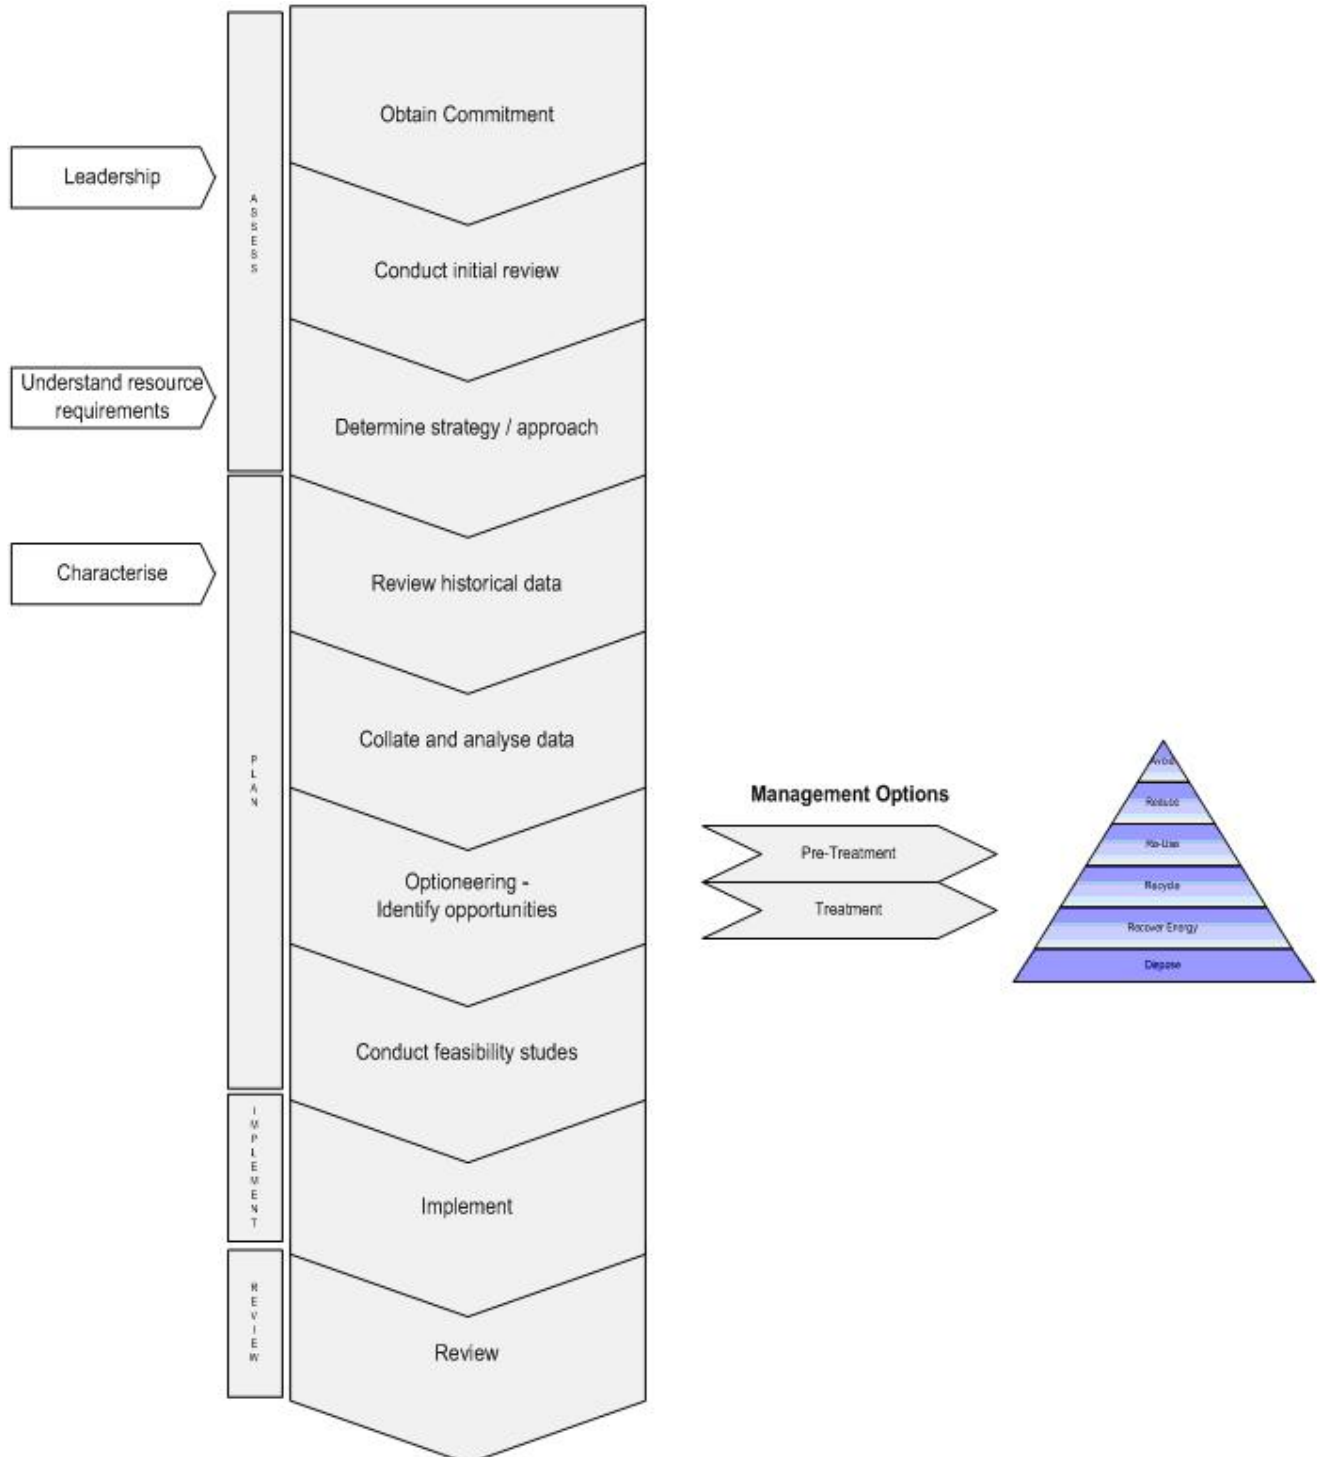 Obtain Commitment
Leadership
ASSESS
Conduct initial review
Understand resource
requirements
Determine strategy / approach
Characterise
Review historical data
PLAN
Collate and analyse data
Management Options
Pre-Treatment
Treatment
Avoid
Reduce
Re-Use
Recycle
Recover Energy
Dispose
Optioneering -
Identify opportunities
Conduct feasibility studes
IMPLEMENT
Implement
REVIEW
Review